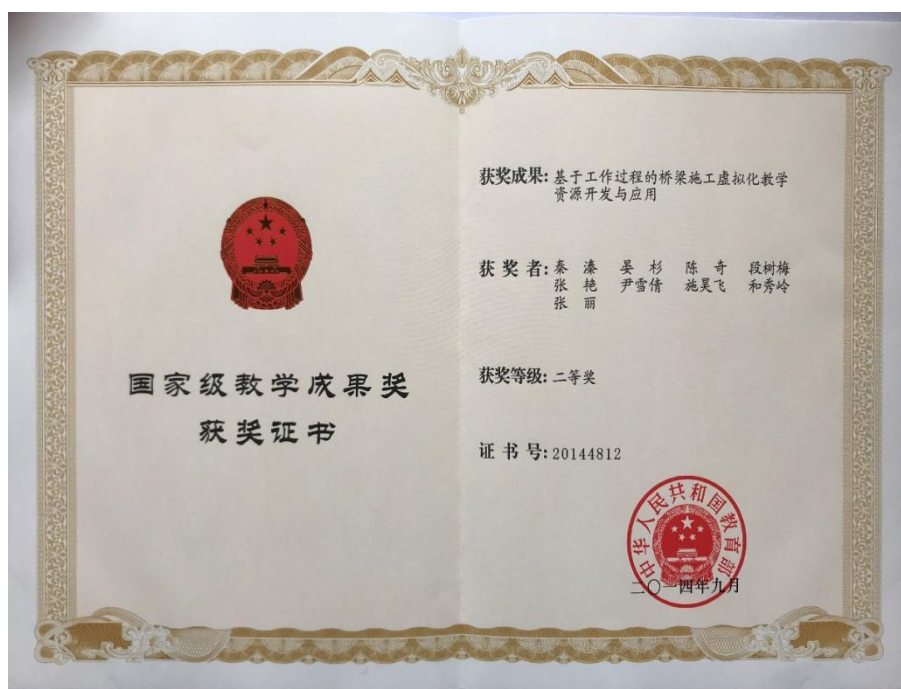 国家级教学成果奖
获奖证书
获奖成果:基于工作过程的桥梁施工虚拟化教学
资源开发与应用
获奖者:秦溱 晏杉 陈奇 段树梅
张艳 尹雪倩 施昊飞 和秀岭
张丽
获奖等级:二等奖
证书号:20144812
中华人民共和国教育部
二〇一四年九月